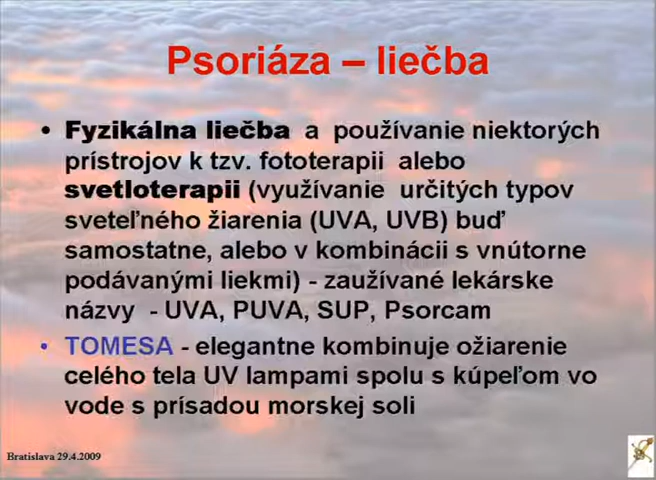 Psoriáza – liečba
• Fyzikálna liečba a používanie niektorých
prístrojov k tzv. fototerapii alebo
svetloterapii (využívanie určitých typov
sveteľného žiarenia (UVA, UVB) buď
samostatne, alebo v kombinácii s vnútorne
podávanými liekmi) - zaužívané lekárske
názvy - UVA, PUVA, SUP, Psorcam
• TOMESA - elegantne kombinuje ožiarenie
celého tela UV lampami spolu s kúpeľom vo
vode s prísadou morskej soli
Bratislava 29.4.2009